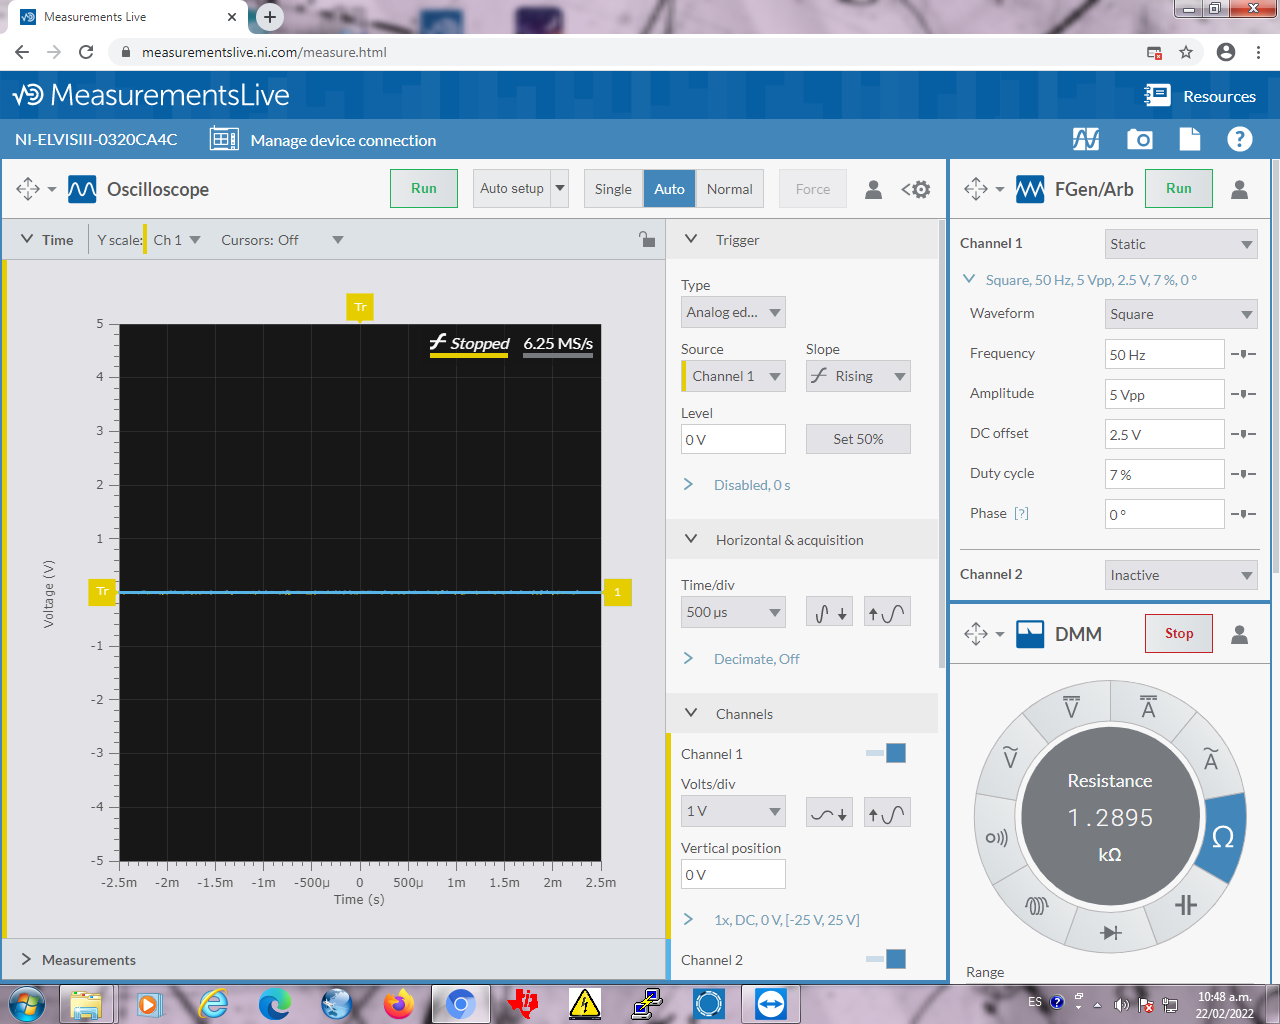 Measurements Live
measurementslive.ni.com/measure.html
MeasurementsLive
Resources
NI-ELVISIII-0320CA4C
Manage device connection
Oscilloscope
Run
Auto setup
Single
Auto
Normal
Force
Time
Y scale:
Ch 1
Cursors: Off
Tr
Stopped
6.25 MS/s
5
4
3
2
1
-1
-2
-3
-4
-5
Tr
1
Voltage (V)
-2.5m
-2m
-1.5m
-1m
-500µ
0
500µ
1m
1.5m
2m
2.5m
Time (s)
Measurements
Trigger
Type
Analog ed...
Source
Slope
Channel 1
Rising
Level
0 V
Set 50%
Disabled, 0 s
Horizontal & acquisition
Time/div
500 µs
Decimate, Off
Channels
Channel 1
Volts/div
1 V
Vertical position
0 V
1x, DC, 0 V, [-25 V, 25 V]
Channel 2
FGen/Arb
Run
Channel 1
Static
Square, 50 Hz, 5 Vpp, 2.5 V, 7 %, 0 º
Waveform
Square
Frequency
50 Hz
Amplitude
5 Vpp
DC offset
2.5 V
Duty cycle
7 %
Phase [?]
0 º
Channel 2
Inactive
DMM
Stop
V
A
V
A
Ω
Resistance
1.2895
kΩ
Range
ES
10:48 a.m.
22/02/2022